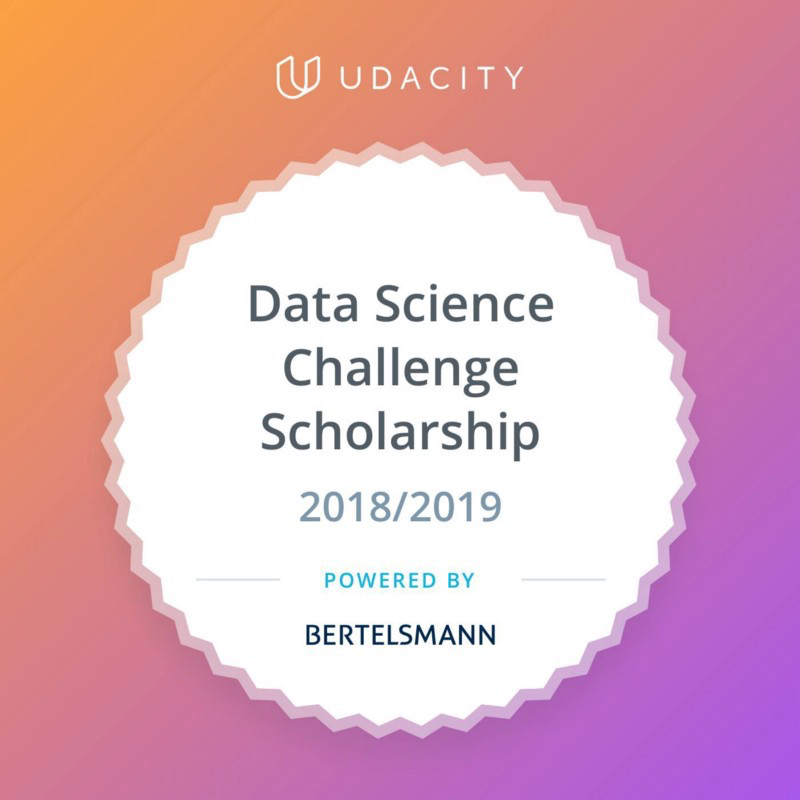 UDACITY
Data Science
Challenge
Scholarship
2018/2019
POWERED BY
BERTELSMANN